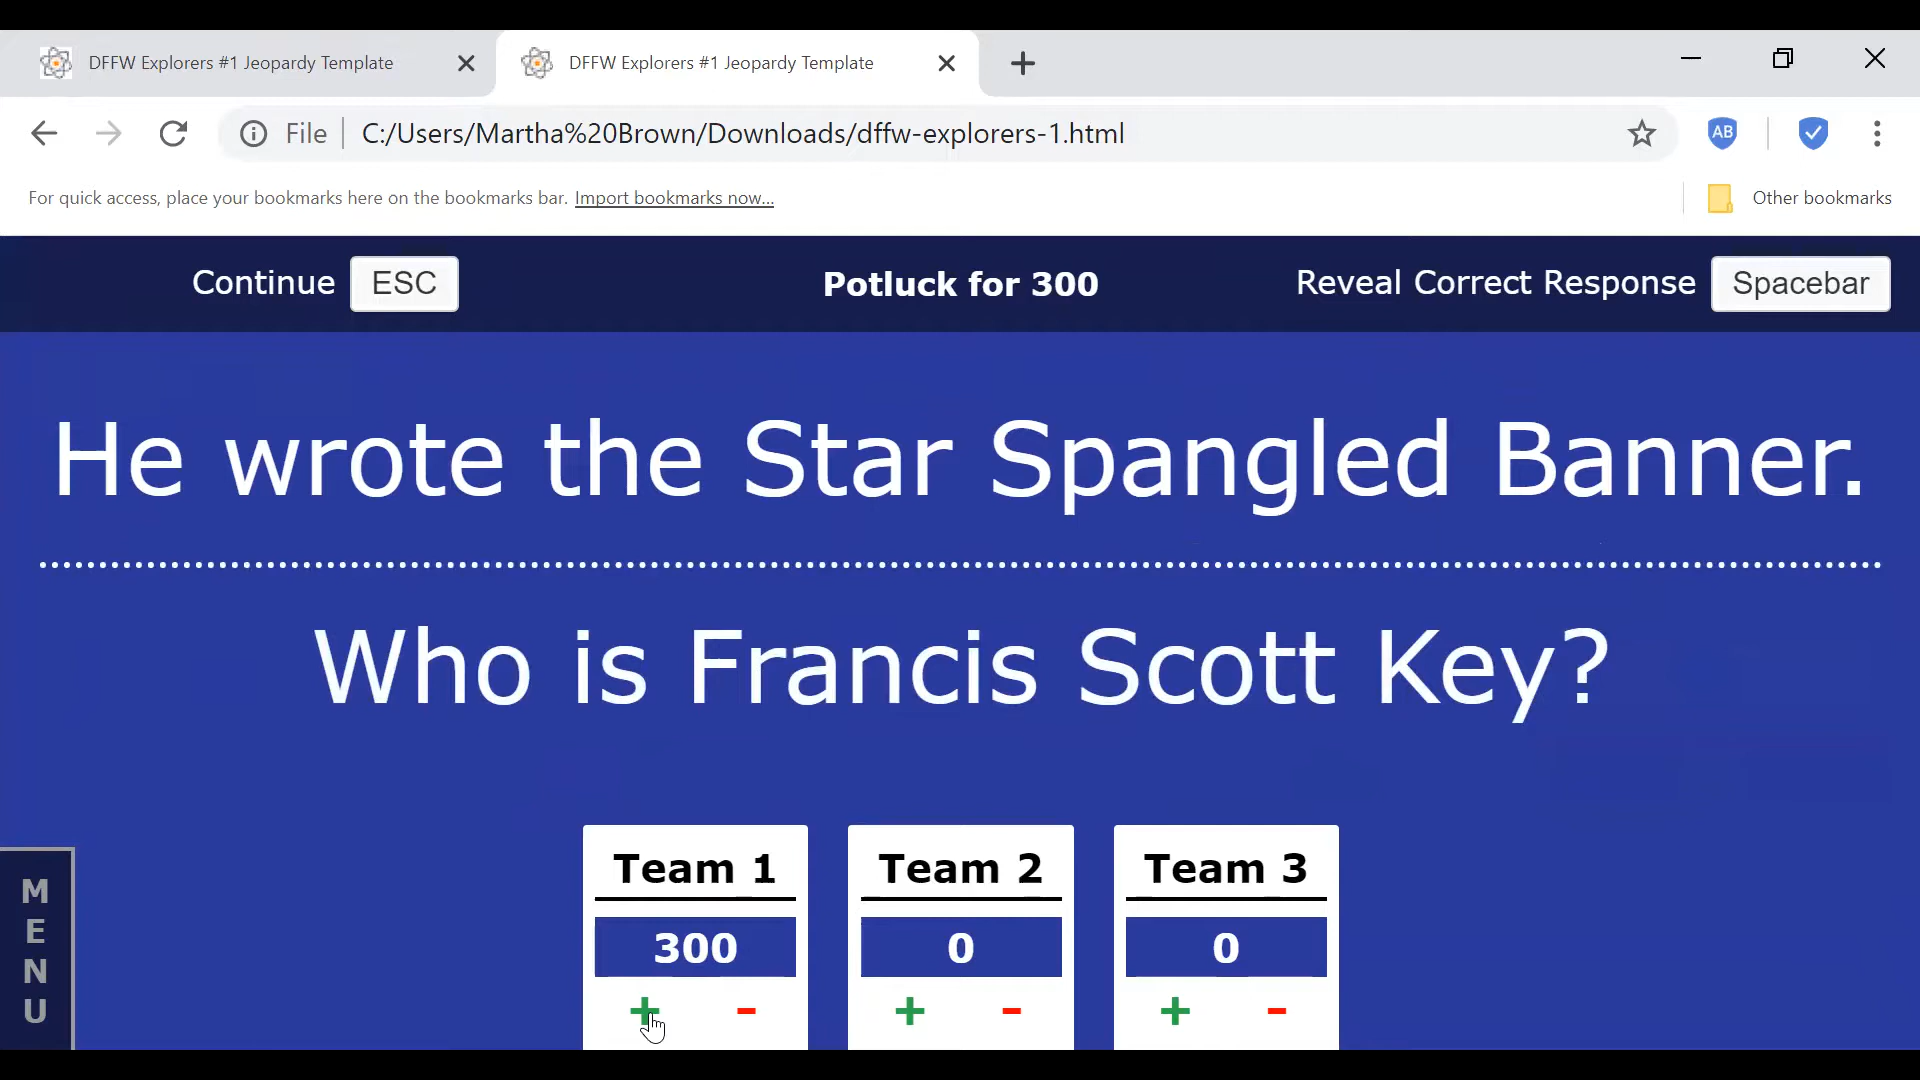 DFFW Explorers #1 Jeopardy Template
DFFW Explorers #1 Jeopardy Template
File
C:/Users/Martha%20Brown/Downloads/dffw-explorers-1.html
AB
For quick access, place your bookmarks here on the bookmarks bar. Import bookmarks now...
Other bookmarks
Continue ESC
Potluck for 300
Reveal Correct Response Spacebar
He wrote the Star Spangled Banner.
Who is Francis Scott Key?
MENU
Team 1
300
+ -
Team 2
0
+ -
Team 3
0
+ -